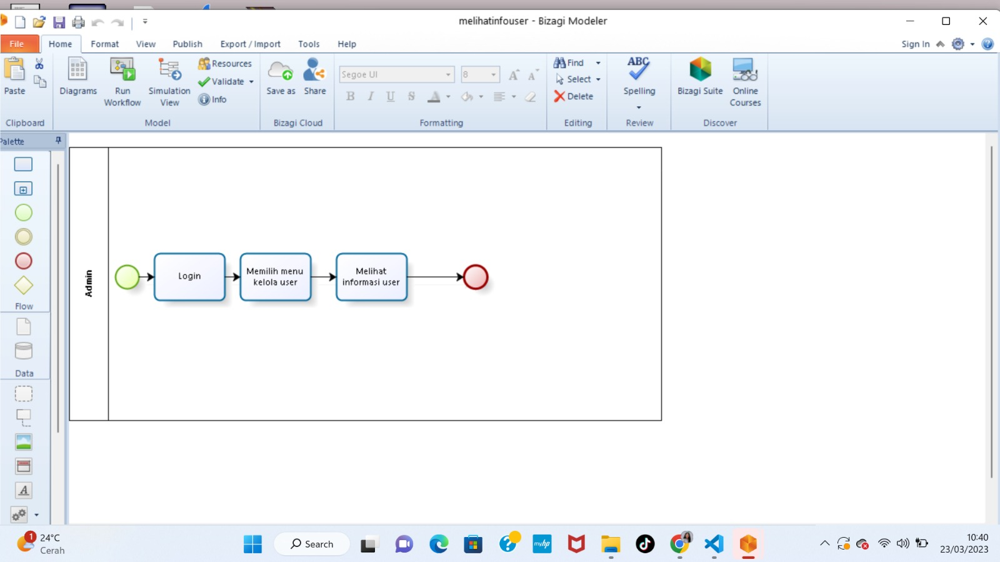 melihatinfouser - Bizagi Modeler
File Home Format View Publish Export / Import Tools Help Sign In
Paste
Clipboard
Diagrams
Run
Workflow
Simulation
View
Resources
Validate
Info
Model
Save as
Share
Bizagi Cloud
Segoe UI 8
B I U S A
Formatting
Find
Select
Delete
Editing
ABC
Spelling
Review
Bizagi Suite
Online
Courses
Discover
Palette
Flow
Data
A
Admin
Login
Memilih menu
kelola user
Melihat
informasi user
1
24°C
Cerah
Search
myhp
10:40
23/03/2023